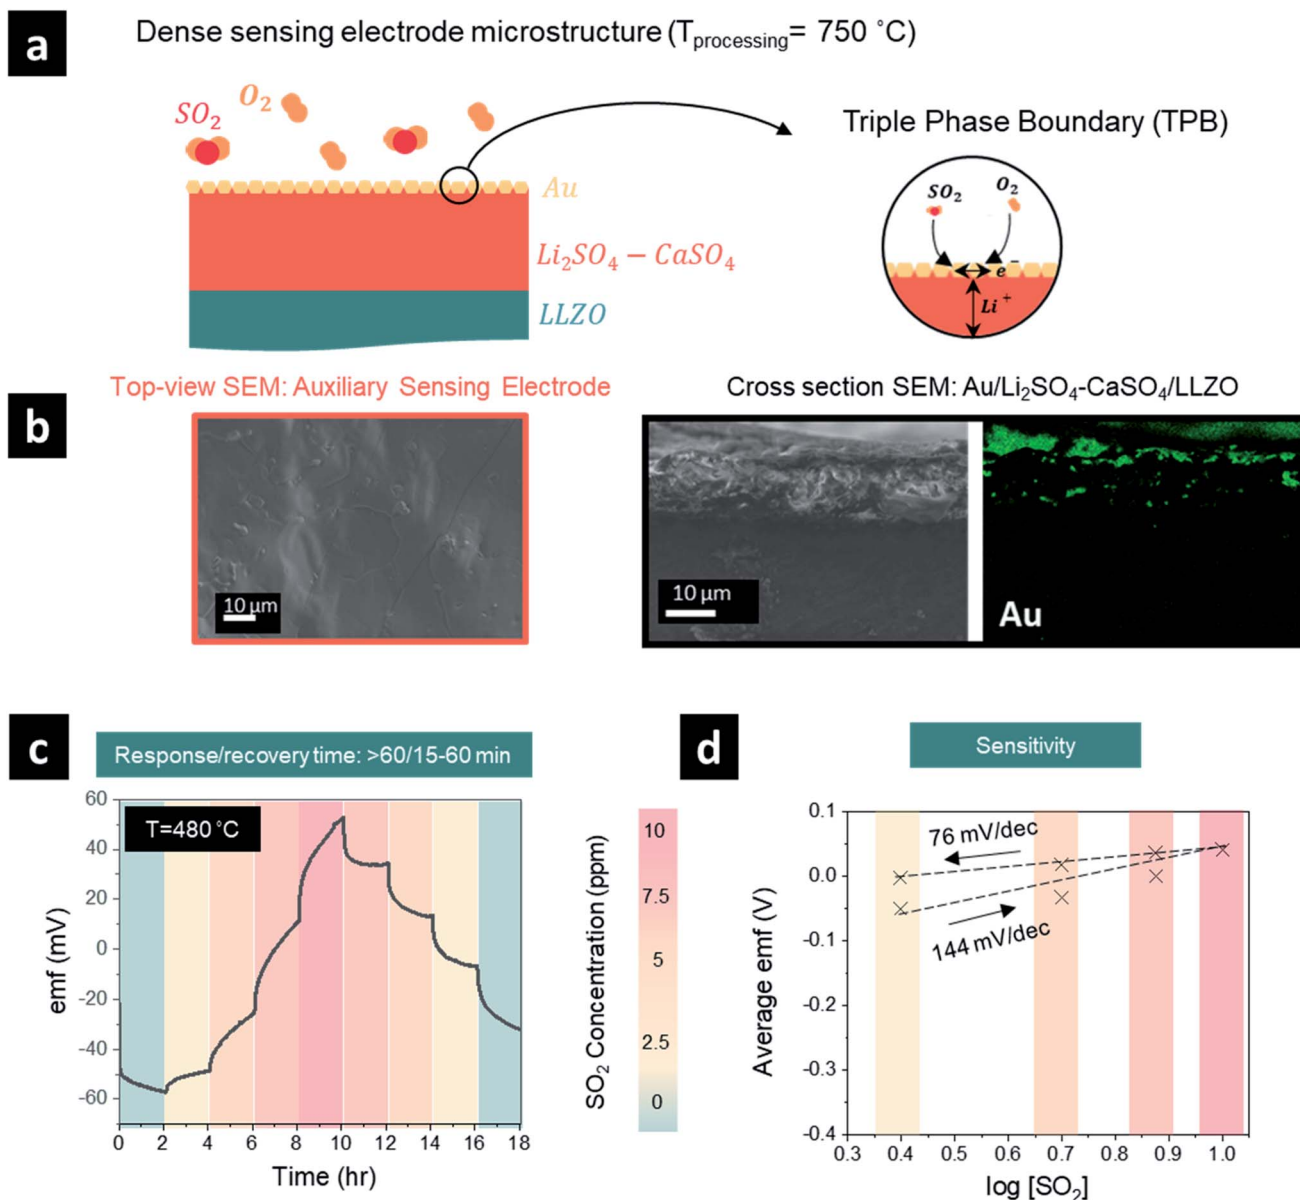 a
Dense sensing electrode microstructure (Tprocessing= 750 °C)
SO2
O2
Au
Li2SO4 – CaSO4
LLZO
Triple Phase Boundary (TPB)
SO2
O2
e−
Li+
b
Top-view SEM: Auxiliary Sensing Electrode
10 µm
Cross section SEM: Au/Li2SO4-CaSO4/LLZO
10 µm
Au
c
Response/recovery time: >60/15-60 min
T=480 °C
60
40
20
0
-20
-40
-60
emf (mV)
0 2 4 6 8 10 12 14 16 18
Time (hr)
SO2 Concentration (ppm)
10
7.5
5
2.5
0
d
Sensitivity
76 mV/dec
144 mV/dec
0.1
0.0
-0.1
-0.2
-0.3
-0.4
Average emf (V)
0.3 0.4 0.5 0.6 0.7 0.8 0.9 1.0
log [SO2]